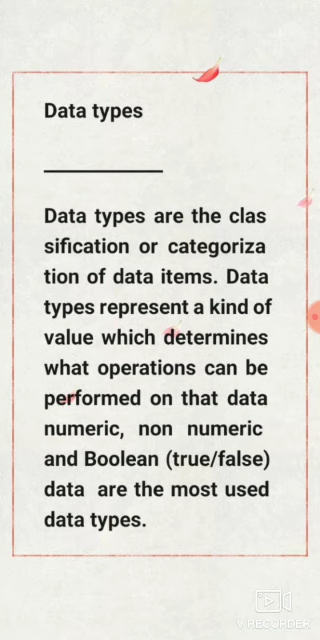 Data types
Data types are the clas
sification or categoriza
tion of data items. Data
types represent a kind of
value which determines
what operations can be
performed on that data
numeric, non numeric
and Boolean (true/false)
data are the most used
data types.
V RECORDER